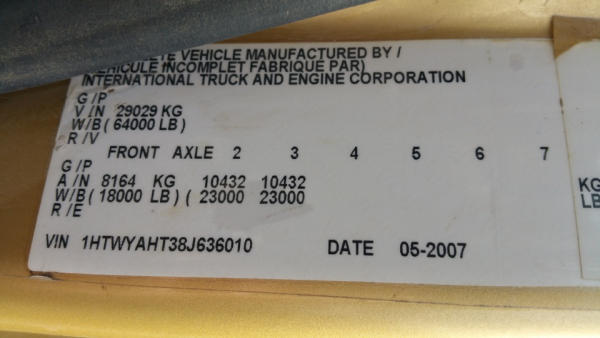 VEHICLE MANUFACTURED BY /
INCOMPLET FABRIQUE PAR)
INTERNATIONAL TRUCK AND ENGINE CORPORATION
G /P
V IN 29029 KG
W/B ( 64000 LB )
R /V
FRONT AXLE 2 3 4 5 6 7
G /P
A /N 8164 KG 10432 10432 KG
W/B ( 18000 LB ) ( 23000 23000 LB
R /E
VIN 1HTWYAHT38J636010 DATE 05-2007